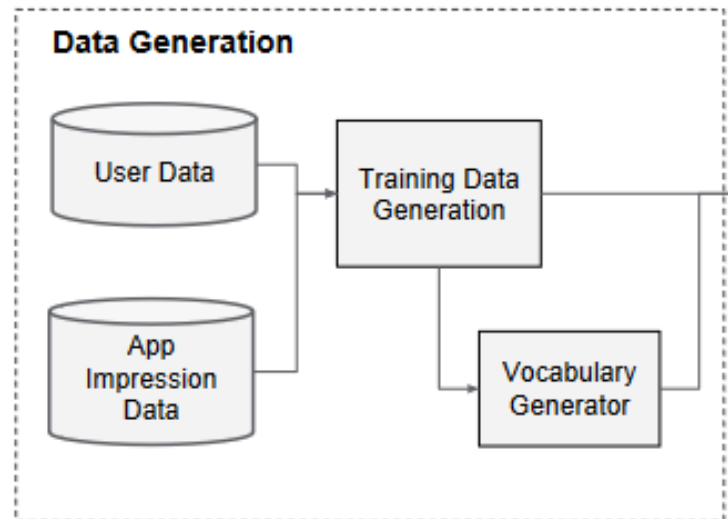 Data Generation
User Data
Training Data
Generation
App
Impression
Data
Vocabulary
Generator